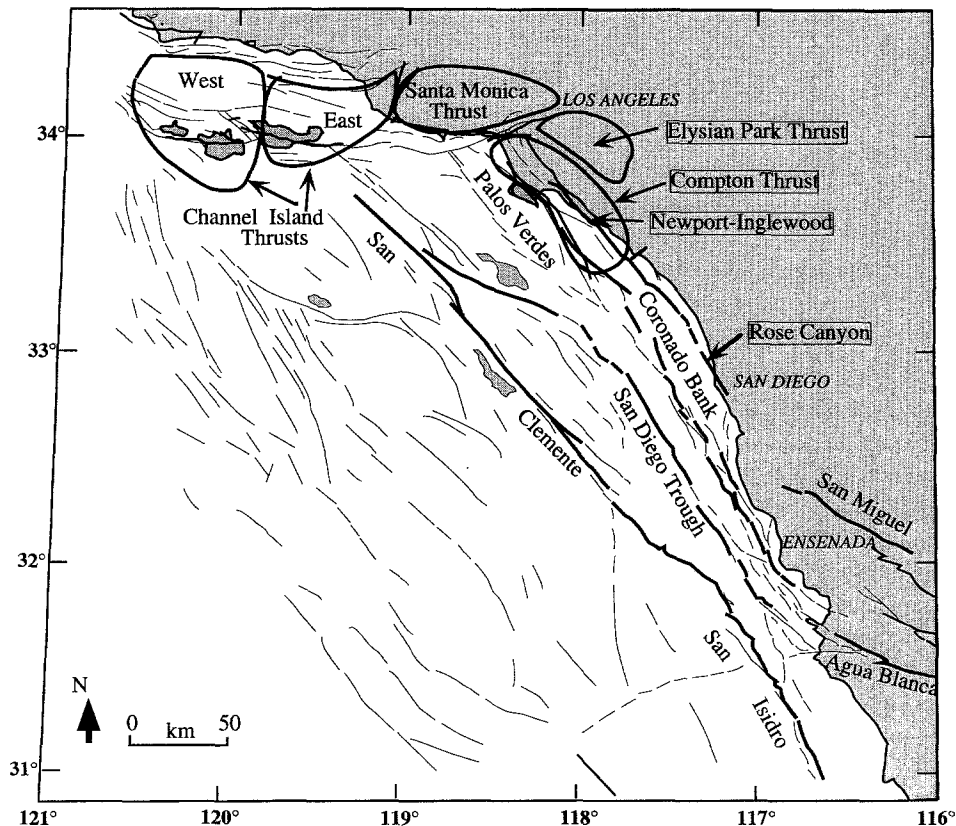 West
East
Santa Monica
Thrust
LOS ANGELES
Elysian Park Thrust
Compton Thrust
Newport-Inglewood
Channel Island
Thrusts
Palos Verdes
San
Clemente
Coronado Bank
Rose Canyon
SAN DIEGO
San Diego Trough
San Miguel
ENSENADA
Agua Blanca
San
Isidro
N
0 50
km
34°
33°
32°
31°
121° 120° 119° 118° 117° 116°